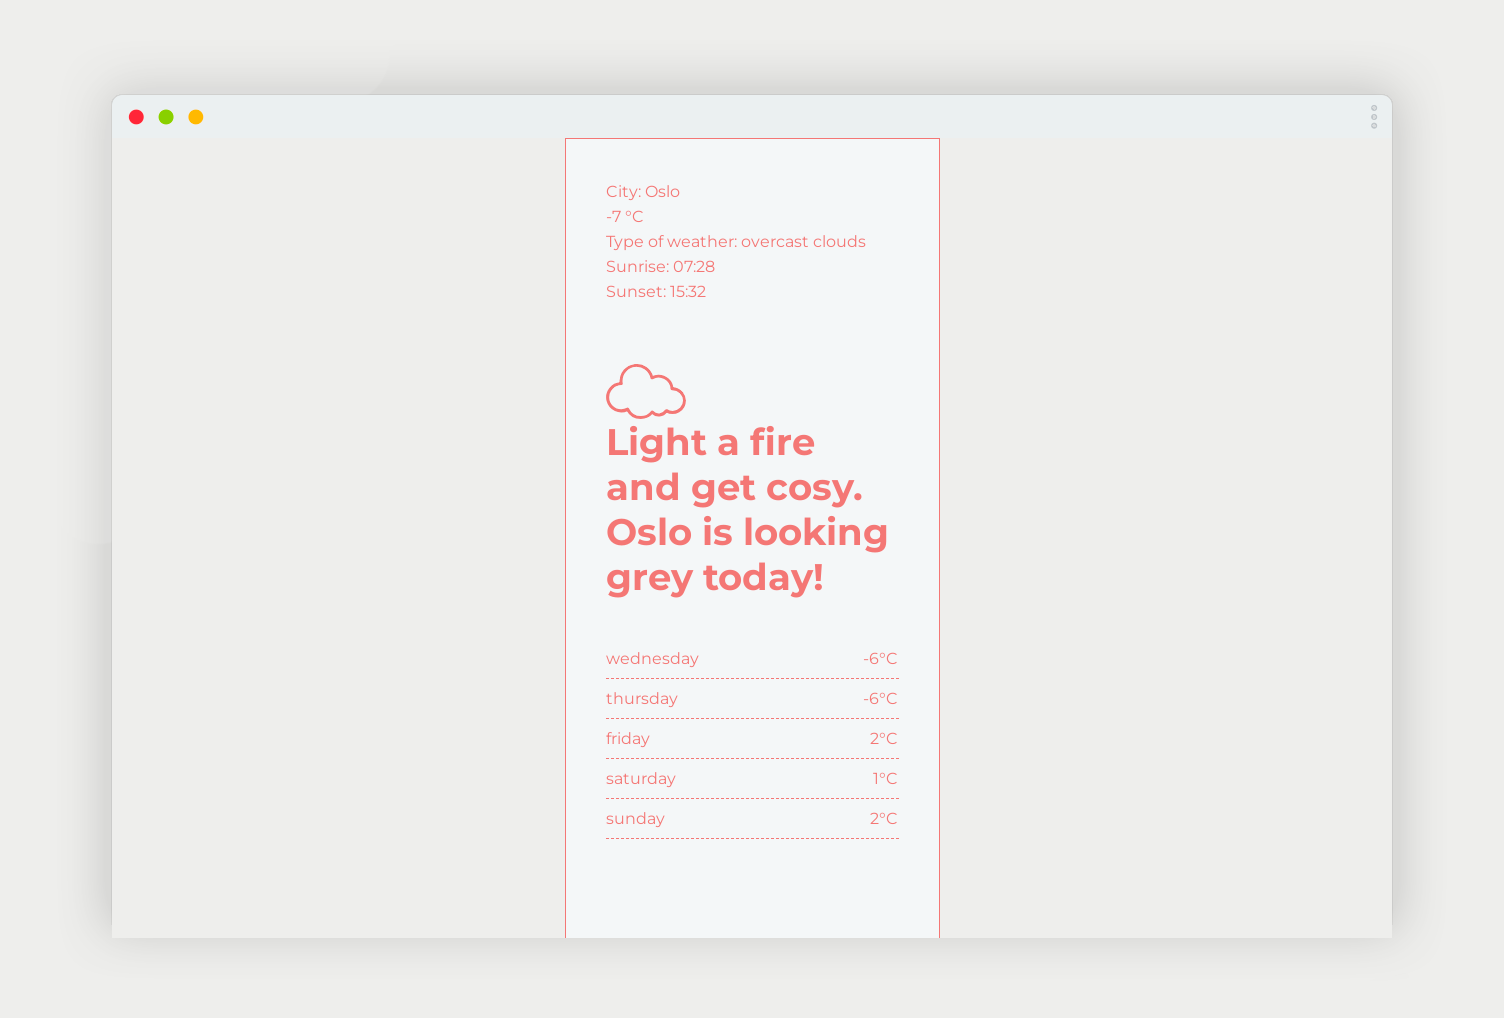 City: Oslo
-7 °C
Type of weather: overcast clouds
Sunrise: 07:28
Sunset: 15:32
Light a fire
and get cosy.
Oslo is looking
grey today!
wednesday -6°C
thursday -6°C
friday 2°C
saturday 1°C
sunday 2°C